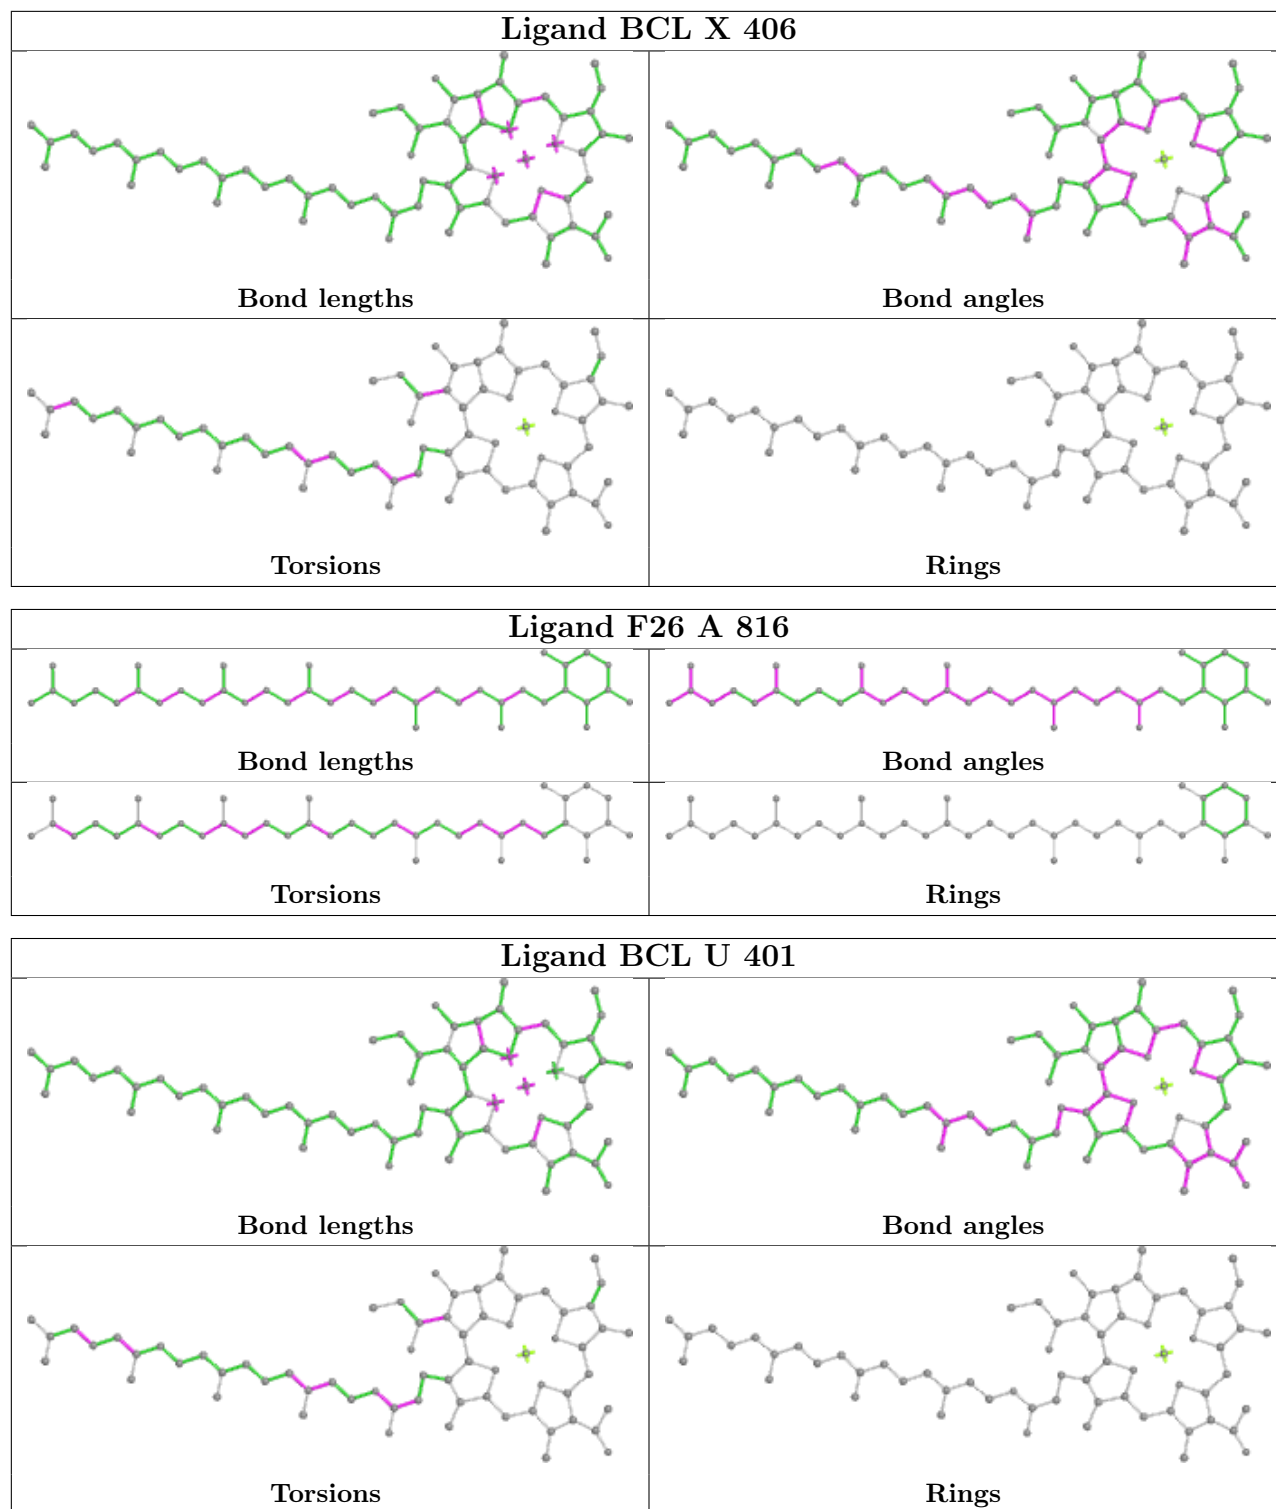 Ligand BCL X 406
Bond lengths
Bond angles
Torsions
Rings
Ligand F26 A 816
Bond lengths
Bond angles
Torsions
Rings
Ligand BCL U 401
Bond lengths
Bond angles
Torsions
Rings